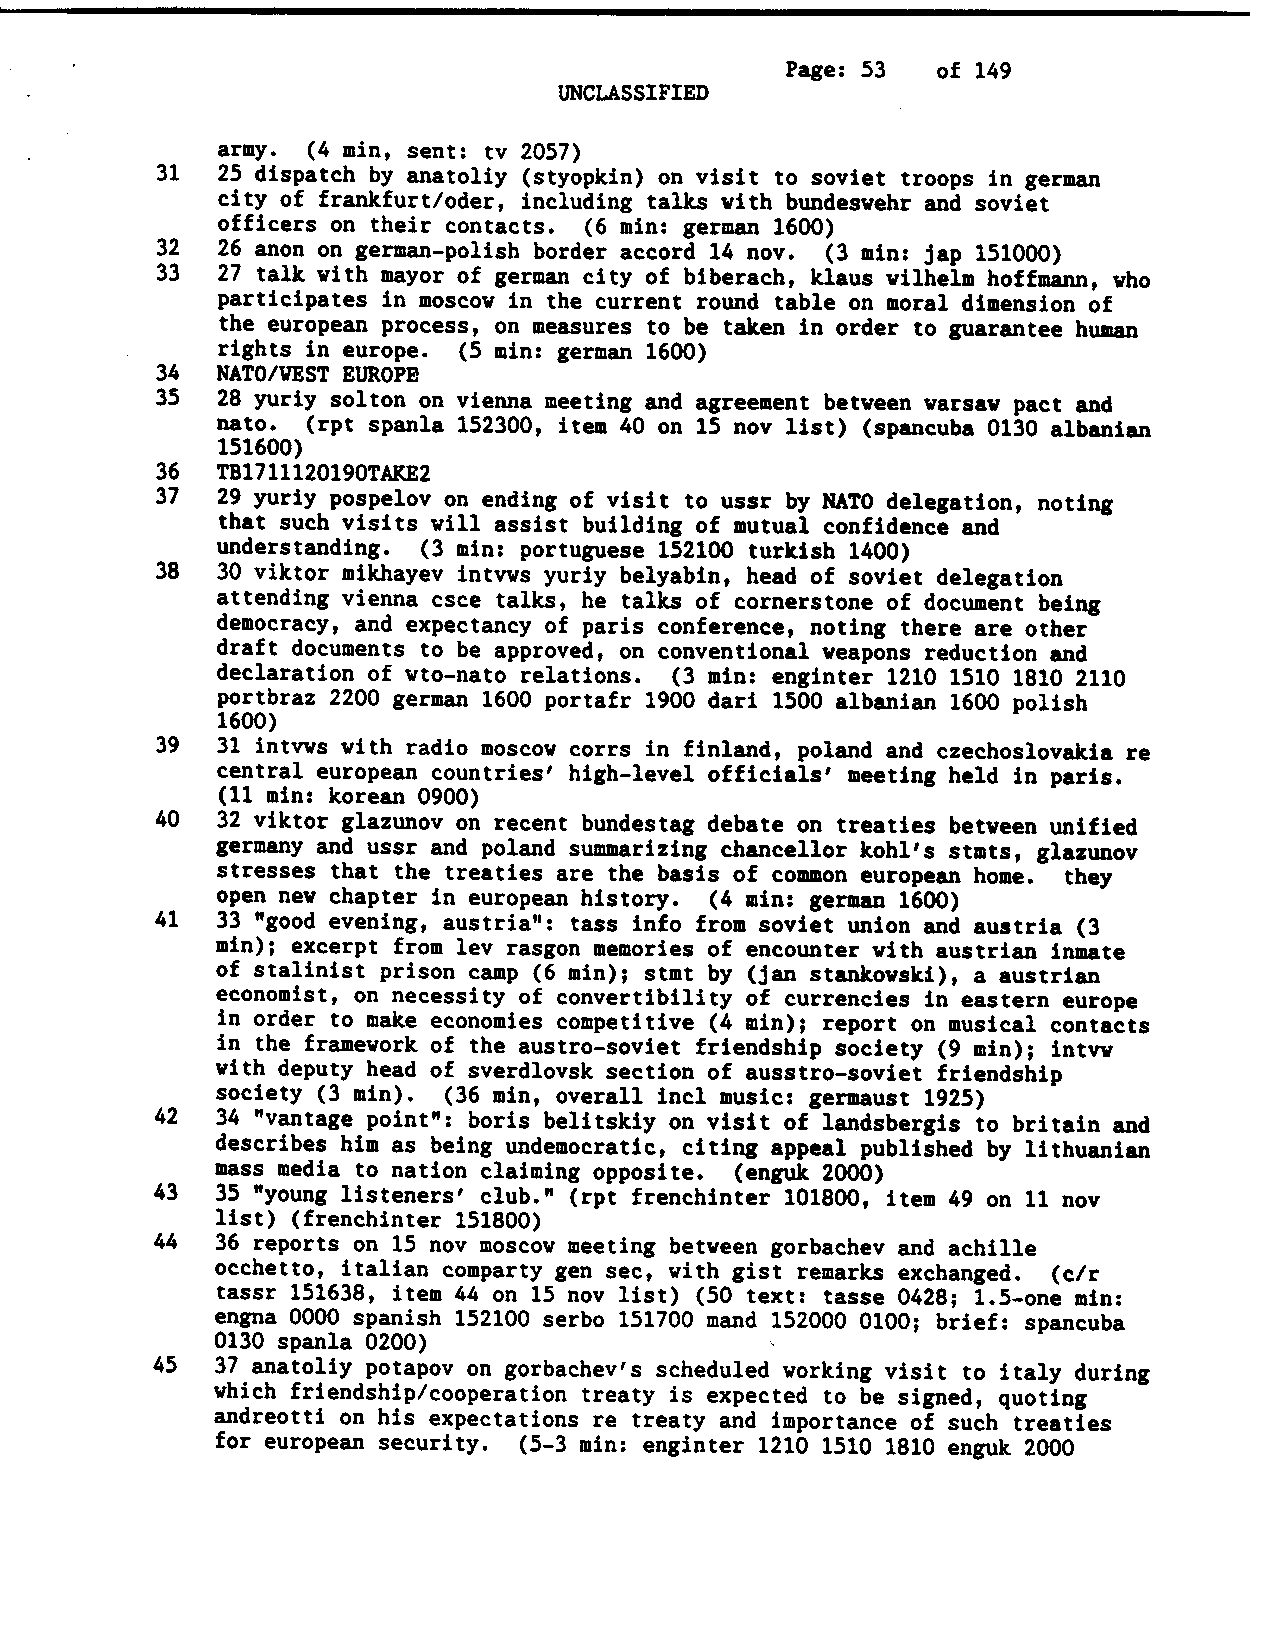 Page: 53 of 149
UNCLASSIFIED
army. (4 min, sent: tv 2057)
31 25 dispatch by anatoliy (styopkin) on visit to soviet troops in german
city of frankfurt/oder, including talks with bundeswehr and soviet
officers on their contacts. (6 min: german 1600)
32 26 anon on german-polish border accord 14 nov. (3 min: jap 151000)
33 27 talk with mayor of german city of biberach, klaus wilhelm hoffmann, who
participates in moscow in the current round table on moral dimension of
the european process, on measures to be taken in order to guarantee human
rights in europe. (5 min: german 1600)
34 NATO/WEST EUROPE
35 28 yuriy solton on vienna meeting and agreement between warsaw pact and
nato. (rpt spanla 152300, item 40 on 15 nov list) (spancuba 0130 albanian
151600)
36 TB1711120190TAKE2
37 29 yuriy pospelov on ending of visit to ussr by NATO delegation, noting
that such visits will assist building of mutual confidence and
understanding. (3 min: portuguese 152100 turkish 1400)
38 30 viktor mikhayev intvws yuriy belyabin, head of soviet delegation
attending vienna csce talks, he talks of cornerstone of document being
democracy, and expectancy of paris conference, noting there are other
draft documents to be approved, on conventional weapons reduction and
declaration of wto-nato relations. (3 min: enginter 1210 1510 1810 2110
portbraz 2200 german 1600 portafr 1900 dari 1500 albanian 1600 polish
1600)
39 31 intvws with radio moscow corrs in finland, poland and czechoslovakia re
central european countries' high-level officials' meeting held in paris.
(11 min: korean 0900)
40 32 viktor glazunov on recent bundestag debate on treaties between unified
germany and ussr and poland summarizing chancellor kohl's stmts, glazunov
stresses that the treaties are the basis of common european home. they
open new chapter in european history. (4 min: german 1600)
41 33 "good evening, austria": tass info from soviet union and austria (3
min); excerpt from lev rasgon memories of encounter with austrian inmate
of stalinist prison camp (6 min); stmt by (jan stankowski), a austrian
economist, on necessity of convertibility of currencies in eastern europe
in order to make economies competitive (4 min); report on musical contacts
in the framework of the austro-soviet friendship society (9 min); intvw
with deputy head of sverdlovsk section of ausstro-soviet friendship
society (3 min). (36 min, overall incl music: germaust 1925)
42 34 "vantage point": boris belitskiy on visit of landsbergis to britain and
describes him as being undemocratic, citing appeal published by lithuanian
mass media to nation claiming opposite. (enguk 2000)
43 35 "young listeners' club." (rpt frenchinter 101800, item 49 on 11 nov
list) (frenchinter 151800)
44 36 reports on 15 nov moscow meeting between gorbachev and achille
occhetto, italian comparty gen sec, with gist remarks exchanged. (c/r
tassr 151638, item 44 on 15 nov list) (50 text: tasse 0428; 1.5-one min:
engna 0000 spanish 152100 serbo 151700 mand 152000 0100; brief: spancuba
0130 spanla 0200)
45 37 anatoliy potapov on gorbachev's scheduled working visit to italy during
which friendship/cooperation treaty is expected to be signed, quoting
andreotti on his expectations re treaty and importance of such treaties
for european security. (5-3 min: enginter 1210 1510 1810 enguk 2000